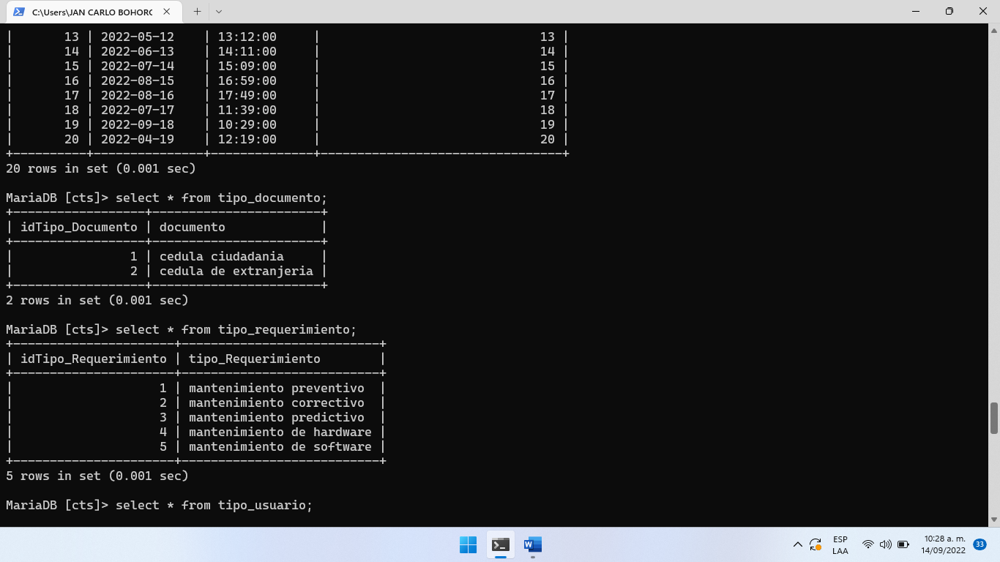 C:\Users\JAN CARLO BOHORC
|       13 | 2022-05-12    | 13:12:00     |                              13 |
|       14 | 2022-06-13    | 14:11:00     |                              14 |
|       15 | 2022-07-14    | 15:09:00     |                              15 |
|       16 | 2022-08-15    | 16:59:00     |                              16 |
|       17 | 2022-08-16    | 17:49:00     |                              17 |
|       18 | 2022-07-17    | 11:39:00     |                              18 |
|       19 | 2022-09-18    | 10:29:00     |                              19 |
|       20 | 2022-04-19    | 12:19:00     |                              20 |
+----------+---------------+--------------+---------------------------------+
20 rows in set (0.001 sec)
MariaDB [cts]> select * from tipo_documento;
+------------------+-----------------------+
| idTipo_Documento | documento             |
+------------------+-----------------------+
|                1 | cedula ciudadania     |
|                2 | cedula de extranjeria |
+------------------+-----------------------+
2 rows in set (0.001 sec)
MariaDB [cts]> select * from tipo_requerimiento;
+----------------------+---------------------------+
| idTipo_Requerimiento | tipo_Requerimiento        |
+----------------------+---------------------------+
|                    1 | mantenimiento preventivo  |
|                    2 | mantenimiento correctivo  |
|                    3 | mantenimiento predictivo  |
|                    4 | mantenimiento de hardware |
|                    5 | mantenimiento de software |
+----------------------+---------------------------+
5 rows in set (0.001 sec)
MariaDB [cts]> select * from tipo_usuario;
W
ESP
LAA
10:28 a. m.
14/09/2022
33